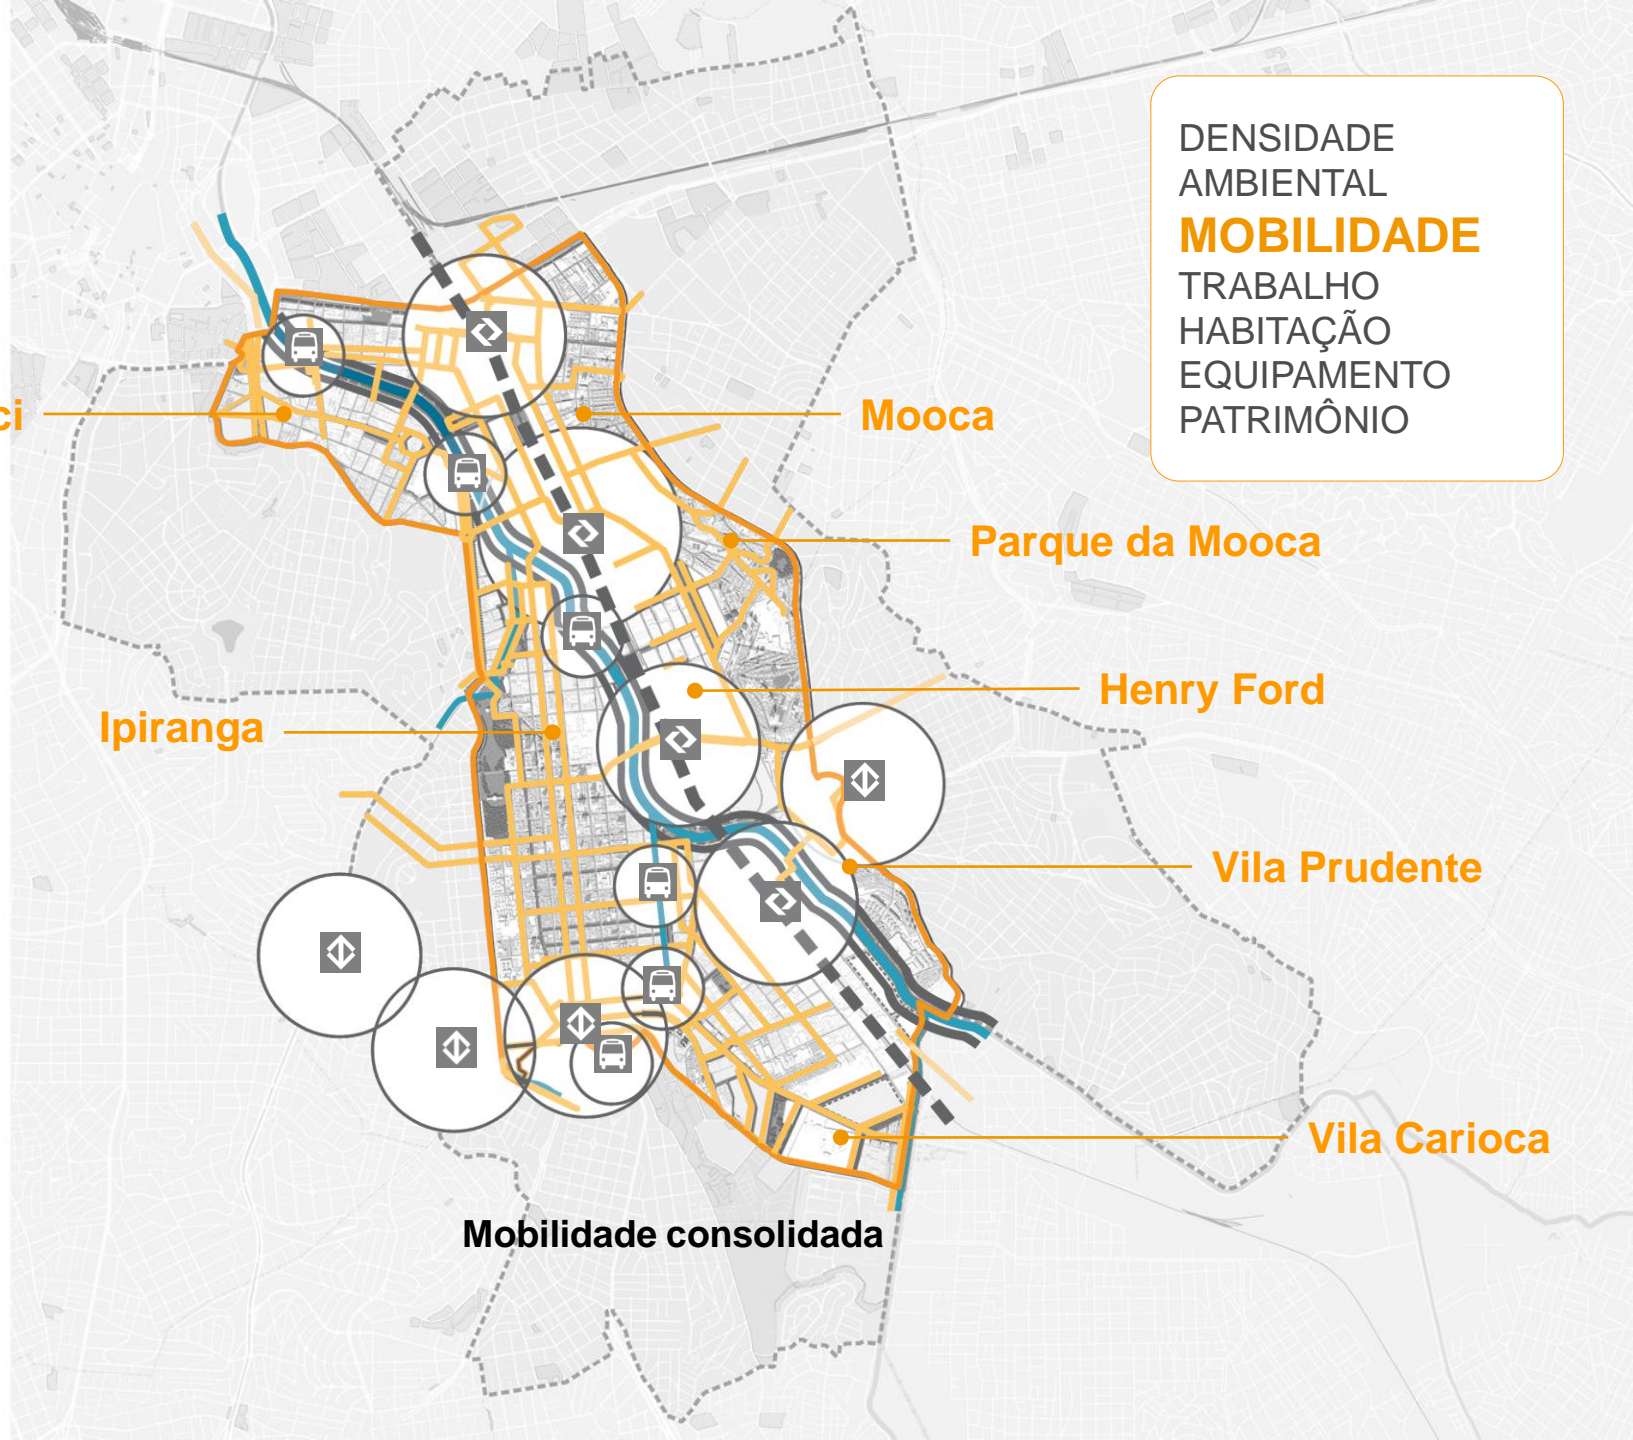 DENSIDADE
AMBIENTAL
MOBILIDADE
TRABALHO
HABITAÇÃO
EQUIPAMENTO
PATRIMÔNIO
ci
Mooca
Parque da Mooca
Henry Ford
Ipiranga
Vila Prudente
Vila Carioca
Mobilidade consolidada